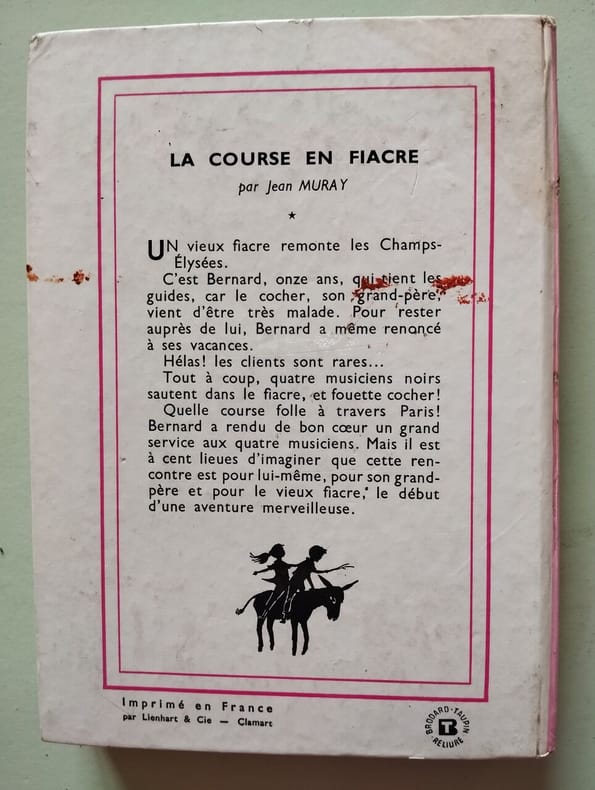 LA COURSE EN FIACRE
par Jean MURAY
★
UN vieux fiacre remonte les Champs-
Élysées.
C'est Bernard, onze ans, qui tient les
guides, car le cocher, son grand-père,
vient d'être très malade. Pour rester
auprès de lui, Bernard a même renoncé
à ses vacances.
Hélas! les clients sont rares...
Tout à coup, quatre musiciens noirs
sautent dans le fiacre, et fouette cocher!
Quelle course folle à travers Paris!
Bernard a rendu de bon cœur un grand
service aux quatre musiciens. Mais il est
à cent lieues d'imaginer que cette ren-
contre est pour lui-même, pour son grand-
père et pour le vieux fiacre, le début
d'une aventure merveilleuse.
Imprimé en France
par Lienhart & Cie — Clamart
BRODARD-TAUPIN
TB
RELIURE